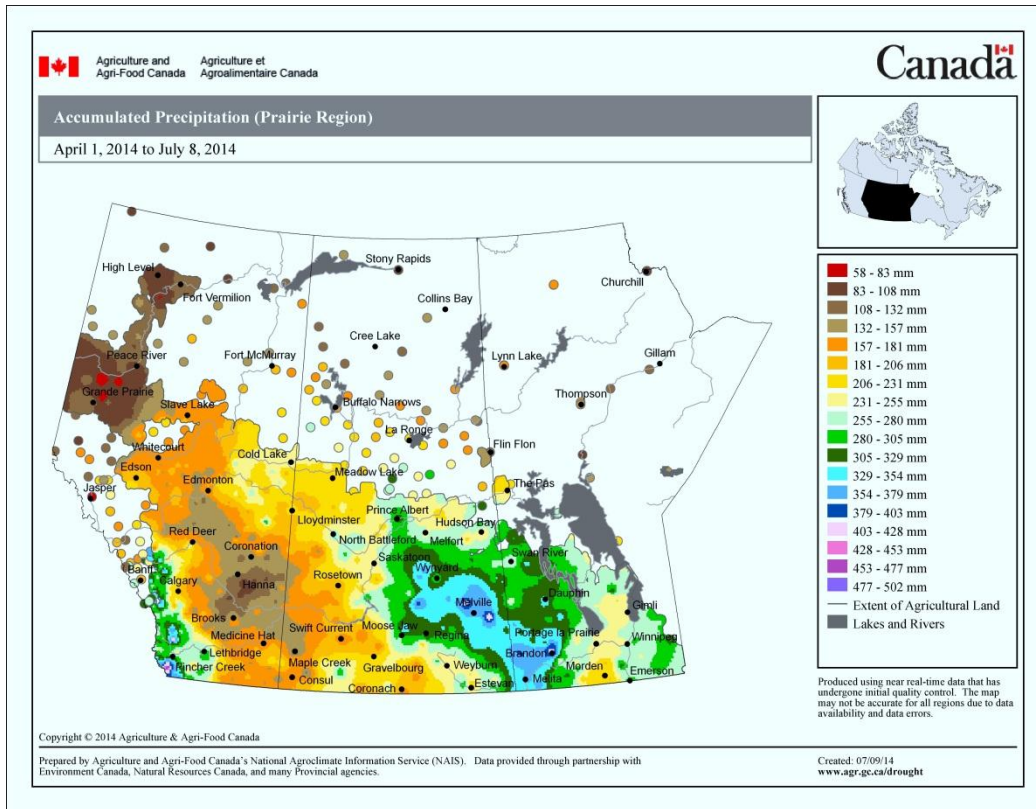 Agriculture and Agriculture et
Agri-Food Canada Agroalimentaire Canada
Canada
Accumulated Precipitation (Prairie Region)
April 1, 2014 to July 8, 2014
High Level
Fort Vermilion
Stony Rapids
Churchill
Collins Bay
Cree Lake
Peace River
Fort McMurray
Lynn Lake
Gillam
Grande Prairie
Slave Lake
Buffalo Narrows
Thompson
La Ronge
Whitecourt
Flin Flon
Cold Lake
Edson
Meadow Lake
Jasper
Edmonton
The Pas
Lloydminster
Prince Albert
Hudson Bay
Red Deer
North Battleford
Melfort
Coronation
Saskatoon
Swan River
Banff
Calgary
Hanna
Rosetown
Wynyard
Dauphin
Brooks
Melville
Gimli
Swift Current
Moose Jaw
Regina
Portage la Prairie
Medicine Hat
Winnipeg
Lethbridge
Brandon
Pincher Creek
Maple Creek
Gravelbourg
Weyburn
Morden
Consul
Coronach
Estevan
Melita
Emerson
58 - 83 mm
83 - 108 mm
108 - 132 mm
132 - 157 mm
157 - 181 mm
181 - 206 mm
206 - 231 mm
231 - 255 mm
255 - 280 mm
280 - 305 mm
305 - 329 mm
329 - 354 mm
354 - 379 mm
379 - 403 mm
403 - 428 mm
428 - 453 mm
453 - 477 mm
477 - 502 mm
Extent of Agricultural Land
Lakes and Rivers
Produced using near real-time data that has
undergone initial quality control. The map
may not be accurate for all regions due to data
availability and data errors.
Copyright © 2014 Agriculture & Agri-Food Canada
Prepared by Agriculture and Agri-Food Canada's National Agroclimate Information Service (NAIS). Data provided through partnership with
Environment Canada, Natural Resources Canada, and many Provincial agencies.
Created: 07/09/14
www.agr.gc.ca/drought